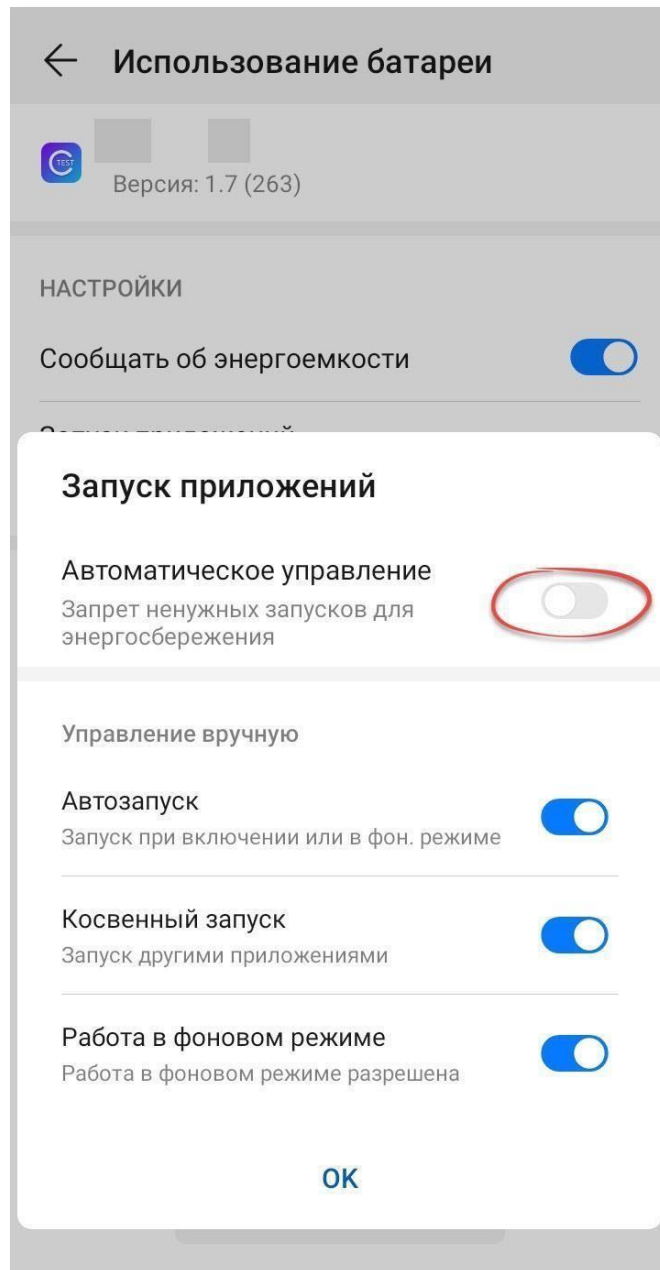 Использование батареи
TEST
Версия: 1.7 (263)
НАСТРОЙКИ
Сообщать об энергоемкости
Запуск приложений
Запуск приложений
Автоматическое управление
Запрет ненужных запусков для
энергосбережения
Управление вручную
Автозапуск
Запуск при включении или в фон. режиме
Косвенный запуск
Запуск другими приложениями
Работа в фоновом режиме
Работа в фоновом режиме разрешена
OK